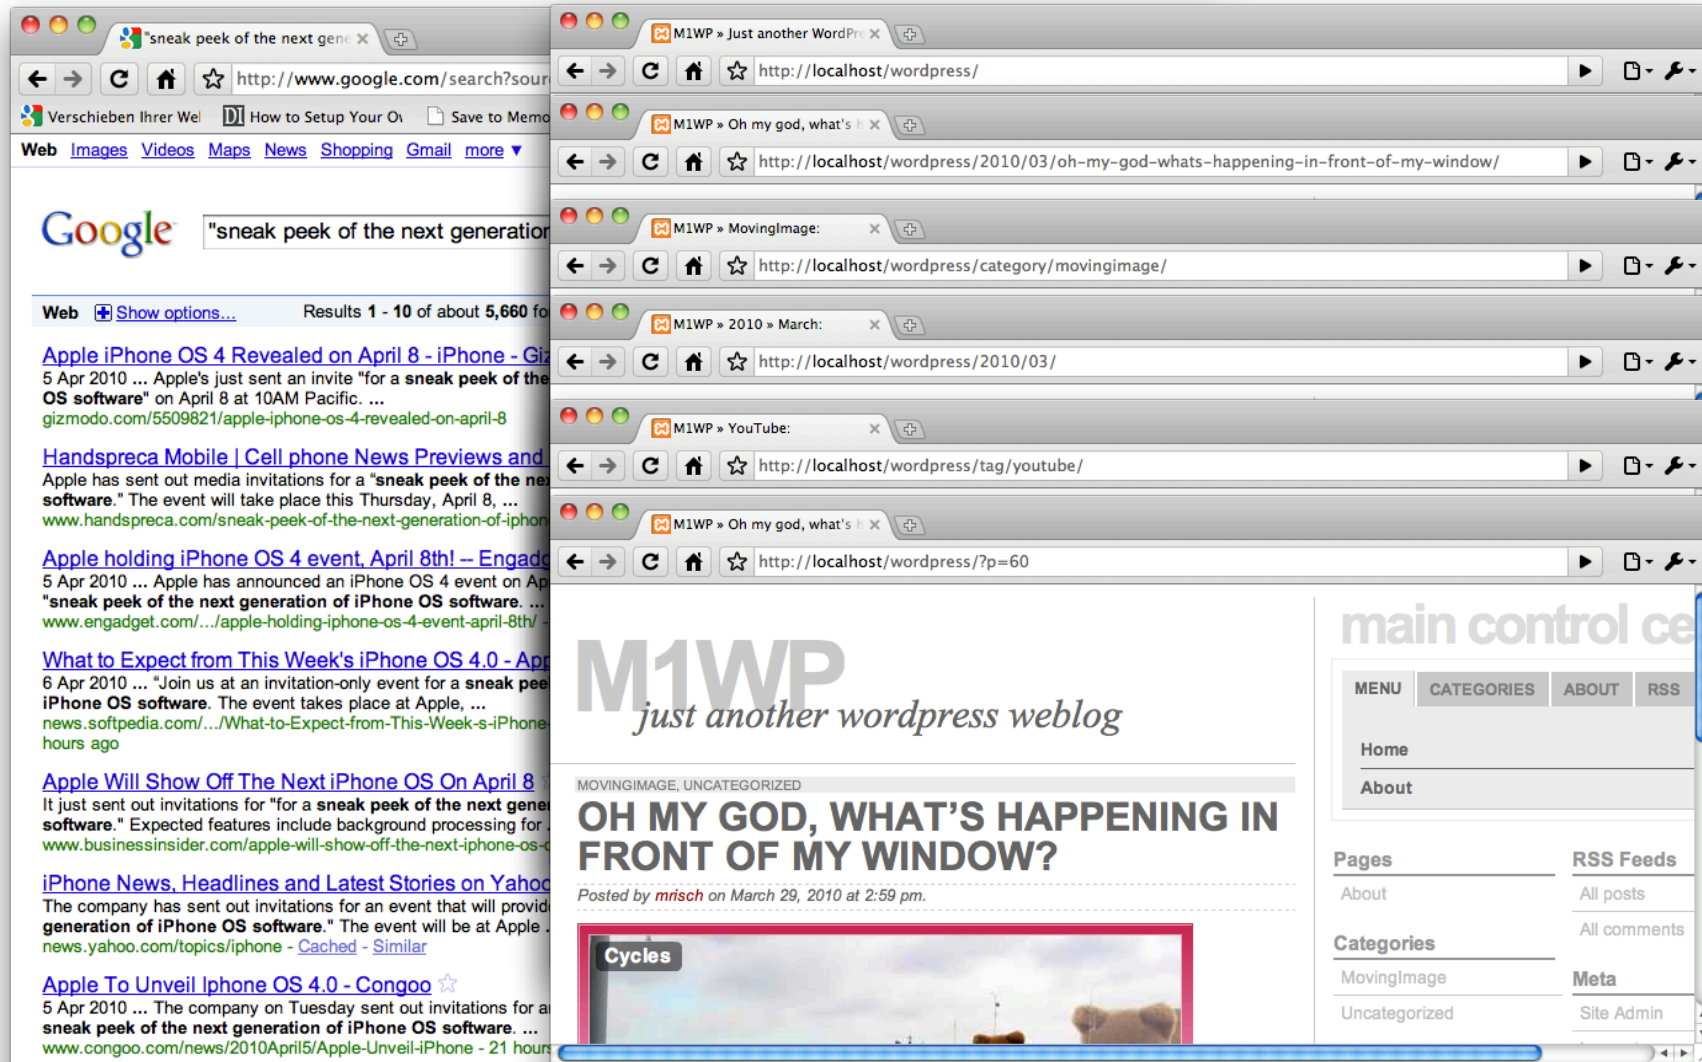 "sneak peek of the next gene
http://www.google.com/search?sour
Verschieben Ihrer Wel How to Setup Your Ov Save to Memo
Web Images Videos Maps News Shopping Gmail more ▼
Google "sneak peek of the next generation
Web Show options... Results 1 - 10 of about 5,660 fo
Apple iPhone OS 4 Revealed on April 8 - iPhone - Giz
5 Apr 2010 ... Apple's just sent an invite "for a sneak peek of the
OS software" on April 8 at 10AM Pacific. ...
gizmodo.com/5509821/apple-iphone-os-4-revealed-on-april-8
Handspreca Mobile | Cell phone News Previews and
Apple has sent out media invitations for a "sneak peek of the nex
software." The event will take place this Thursday, April 8, ...
www.handspreca.com/sneak-peek-of-the-next-generation-of-iphon
Apple holding iPhone OS 4 event, April 8th! -- Engadg
5 Apr 2010 ... Apple has announced an iPhone OS 4 event on Ap
"sneak peek of the next generation of iPhone OS software. ...
www.engadget.com/.../apple-holding-iphone-os-4-event-april-8th/ -
What to Expect from This Week's iPhone OS 4.0 - App
6 Apr 2010 ... "Join us at an invitation-only event for a sneak pee
iPhone OS software. The event takes place at Apple, ...
news.softpedia.com/.../What-to-Expect-from-This-Week-s-iPhone-
hours ago
Apple Will Show Off The Next iPhone OS On April 8
It just sent out invitations for "for a sneak peek of the next gene
software." Expected features include background processing for .
www.businessinsider.com/apple-will-show-off-the-next-iphone-os-o
iPhone News, Headlines and Latest Stories on Yahoo
The company has sent out invitations for an event that will provid
generation of iPhone OS software." The event will be at Apple .
news.yahoo.com/topics/iphone - Cached - Similar
Apple To Unveil Iphone OS 4.0 - Congoo
5 Apr 2010 ... The company on Tuesday sent out invitations for an
sneak peek of the next generation of iPhone OS software. ...
www.congoo.com/news/2010April5/Apple-Unveil-iPhone - 21 hours
M1WP » Just another WordPre
http://localhost/wordpress/
M1WP » Oh my god, what's h
http://localhost/wordpress/2010/03/oh-my-god-whats-happening-in-front-of-my-window/
M1WP » MovingImage:
http://localhost/wordpress/category/movingimage/
M1WP » 2010 » March:
http://localhost/wordpress/2010/03/
M1WP » YouTube:
http://localhost/wordpress/tag/youtube/
M1WP » Oh my god, what's h
http://localhost/wordpress/?p=60
M1WP
just another wordpress weblog
MOVINGIMAGE, UNCATEGORIZED
OH MY GOD, WHAT'S HAPPENING IN
FRONT OF MY WINDOW?
Posted by mrisch on March 29, 2010 at 2:59 pm.
Cycles
main control ce
MENU CATEGORIES ABOUT RSS
Home
About
Pages
About
Categories
MovingImage
Uncategorized
RSS Feeds
All posts
All comments
Meta
Site Admin